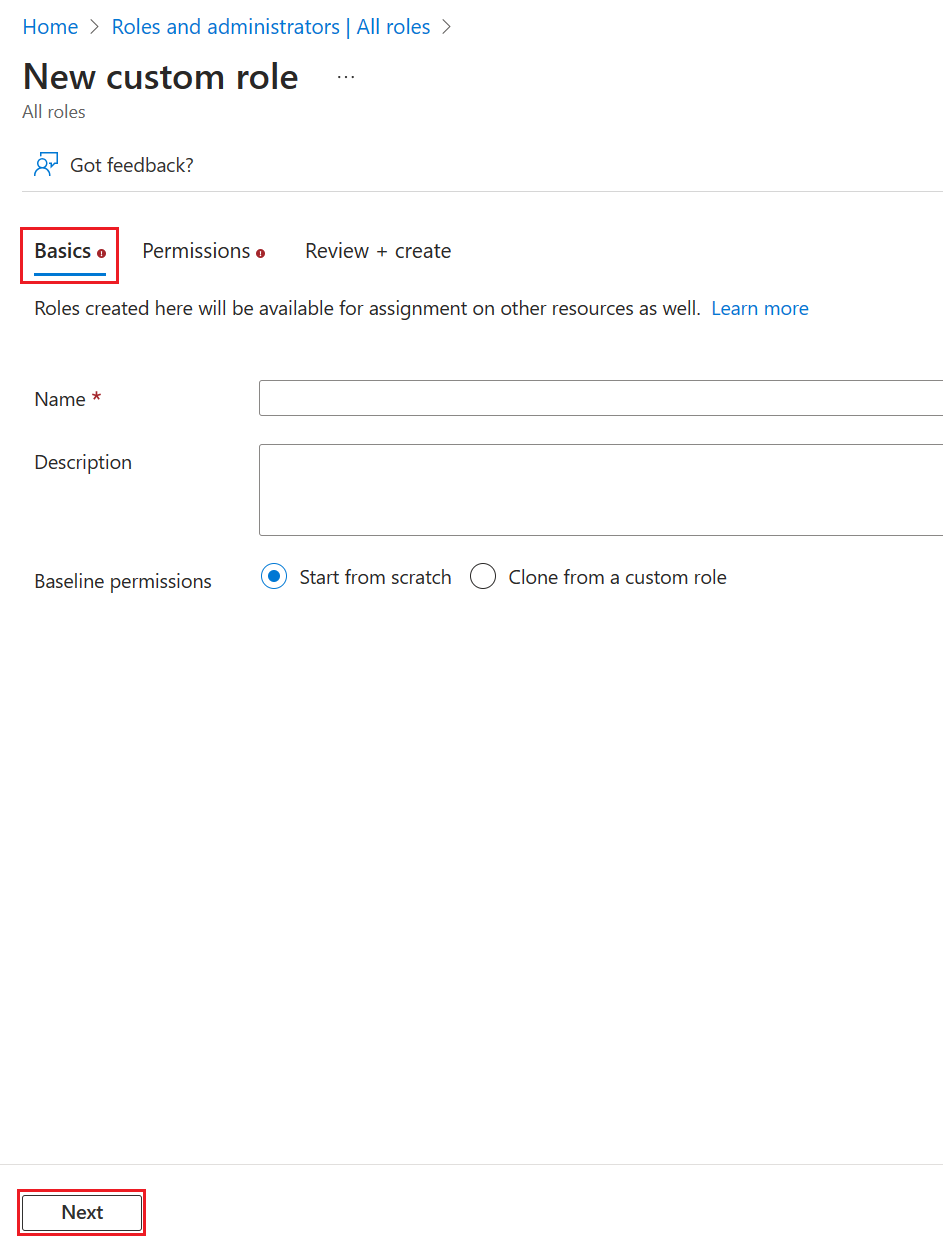 Home > Roles and administrators | All roles >
New custom role ...
All roles
Got feedback?
Basics Permissions Review + create
Roles created here will be available for assignment on other resources as well. Learn more
Name *
Description
Baseline permissions Start from scratch Clone from a custom role
Next